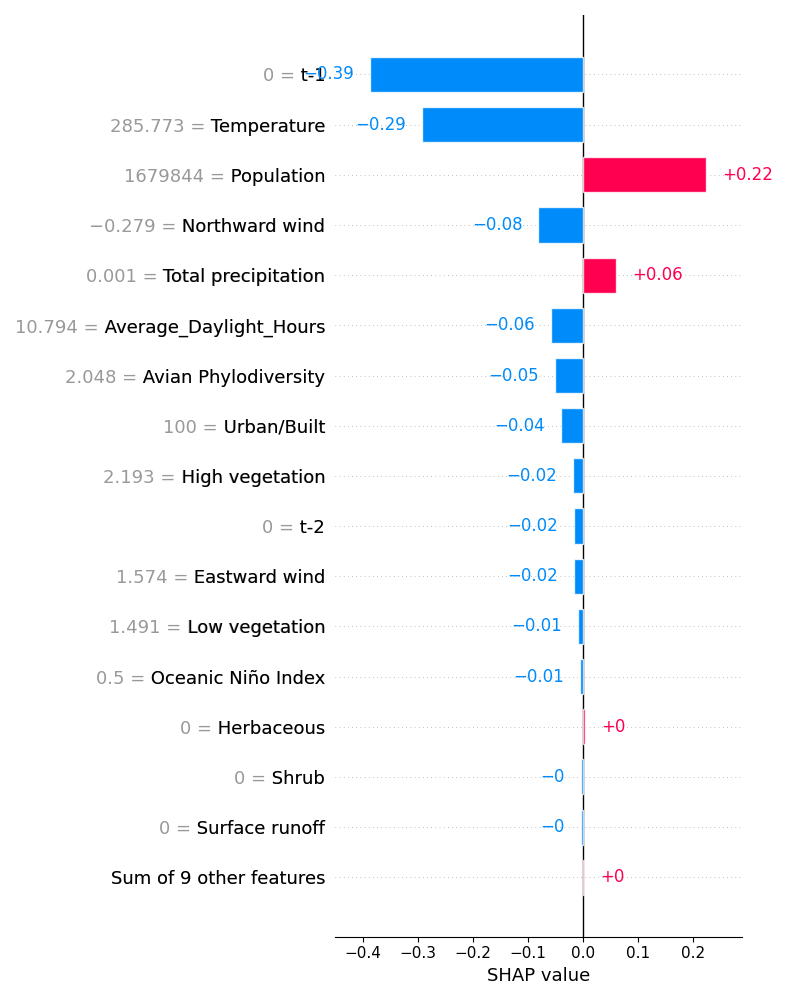 0 = t-1 −0.39
285.773 = Temperature −0.29
1679844 = Population +0.22
−0.279 = Northward wind −0.08
0.001 = Total precipitation +0.06
10.794 = Average_Daylight_Hours −0.06
2.048 = Avian Phylodiversity −0.05
100 = Urban/Built −0.04
2.193 = High vegetation −0.02
0 = t-2 −0.02
1.574 = Eastward wind −0.02
1.491 = Low vegetation −0.01
0.5 = Oceanic Niño Index −0.01
0 = Herbaceous +0
0 = Shrub −0
0 = Surface runoff −0
Sum of 9 other features +0
−0.4 −0.3 −0.2 −0.1 0.0 0.1 0.2
SHAP value